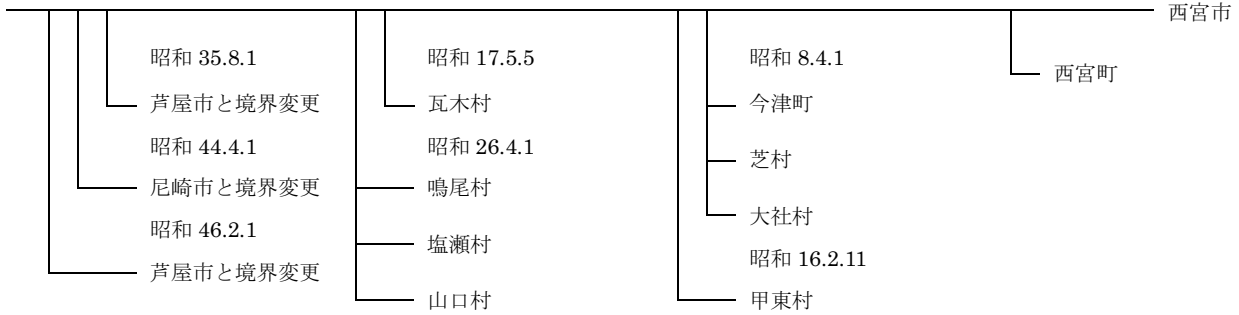 西宮市
西宮町
昭和 8.4.1
今津町
芝村
大社村
昭和 16.2.11
甲東村
昭和 17.5.5
瓦木村
昭和 26.4.1
鳴尾村
塩瀬村
山口村
昭和 35.8.1
芦屋市と境界変更
昭和 44.4.1
尼崎市と境界変更
昭和 46.2.1
芦屋市と境界変更